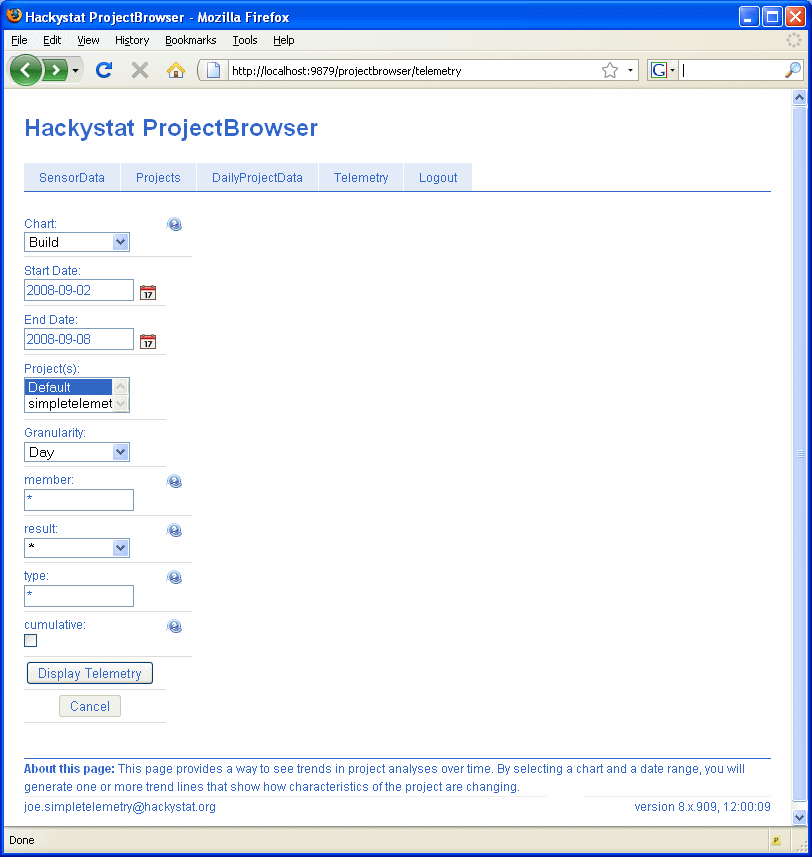 Hackystat ProjectBrowser - Mozilla Firefox
File Edit View History Bookmarks Tools Help
http://localhost:9879/projectbrowser/telemetry G
Hackystat ProjectBrowser
SensorData Projects DailyProjectData Telemetry Logout
Chart: ?
Build
Start Date:
2008-09-02 17
End Date:
2008-09-08 17
Project(s):
Default
simpletelemet
Granularity:
Day
member: ?
*
result: ?
*
type: ?
*
cumulative: ?
Display Telemetry
Cancel
About this page: This page provides a way to see trends in project analyses over time. By selecting a chart and a date range, you will
generate one or more trend lines that show how characteristics of the project are changing.
joe.simpletelemetry@hackystat.org version 8.x.909, 12:00:09
Done P